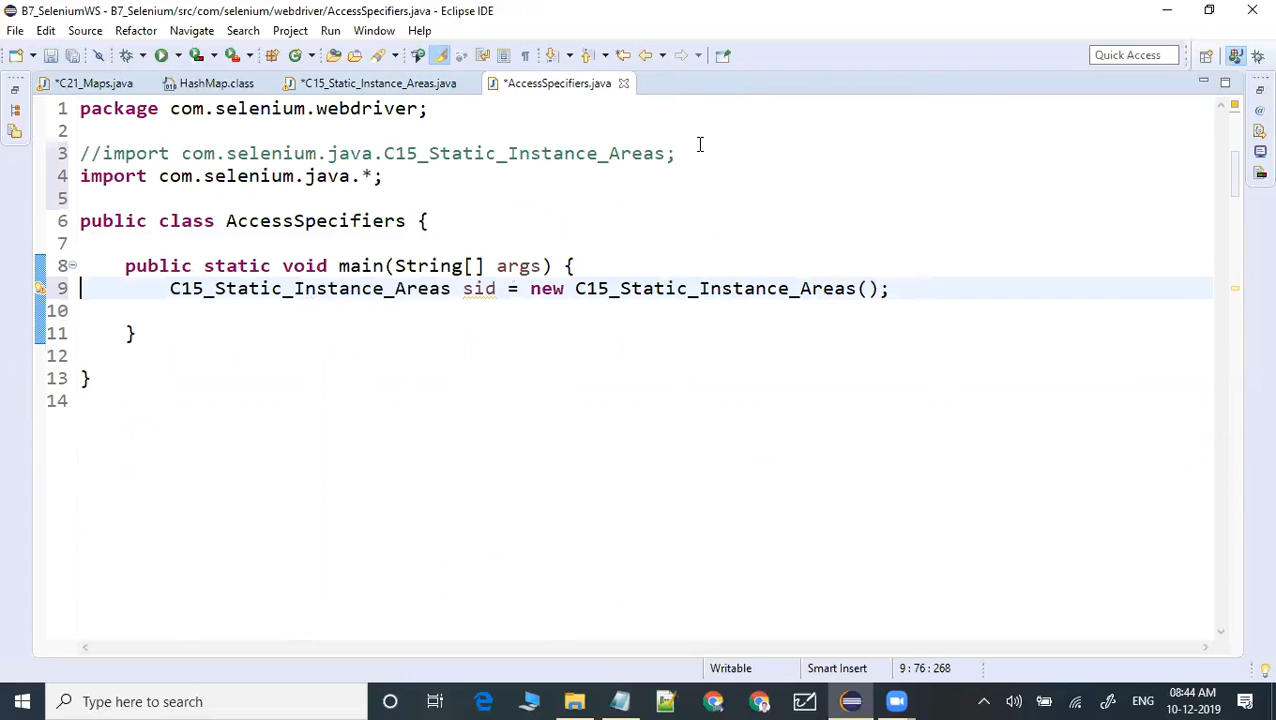 B7_SeleniumWS - B7_Selenium/src/com/selenium/webdriver/AccessSpecifiers.java - Eclipse IDE
File Edit Source Refactor Navigate Search Project Run Window Help
Quick Access
*C21_Maps.java HashMap.class *C15_Static_Instance_Areas.java *AccessSpecifiers.java
1 package com.selenium.webdriver;
2
3 //import com.selenium.java.C15_Static_Instance_Areas;
4 import com.selenium.java.*;
5
6 public class AccessSpecifiers {
7
8 public static void main(String[] args) {
9 C15_Static_Instance_Areas sid = new C15_Static_Instance_Areas();
10
11 }
12
13 }
14
Writable Smart Insert 9 : 76 : 268
Type here to search
ENG
08:44 AM
10-12-2019